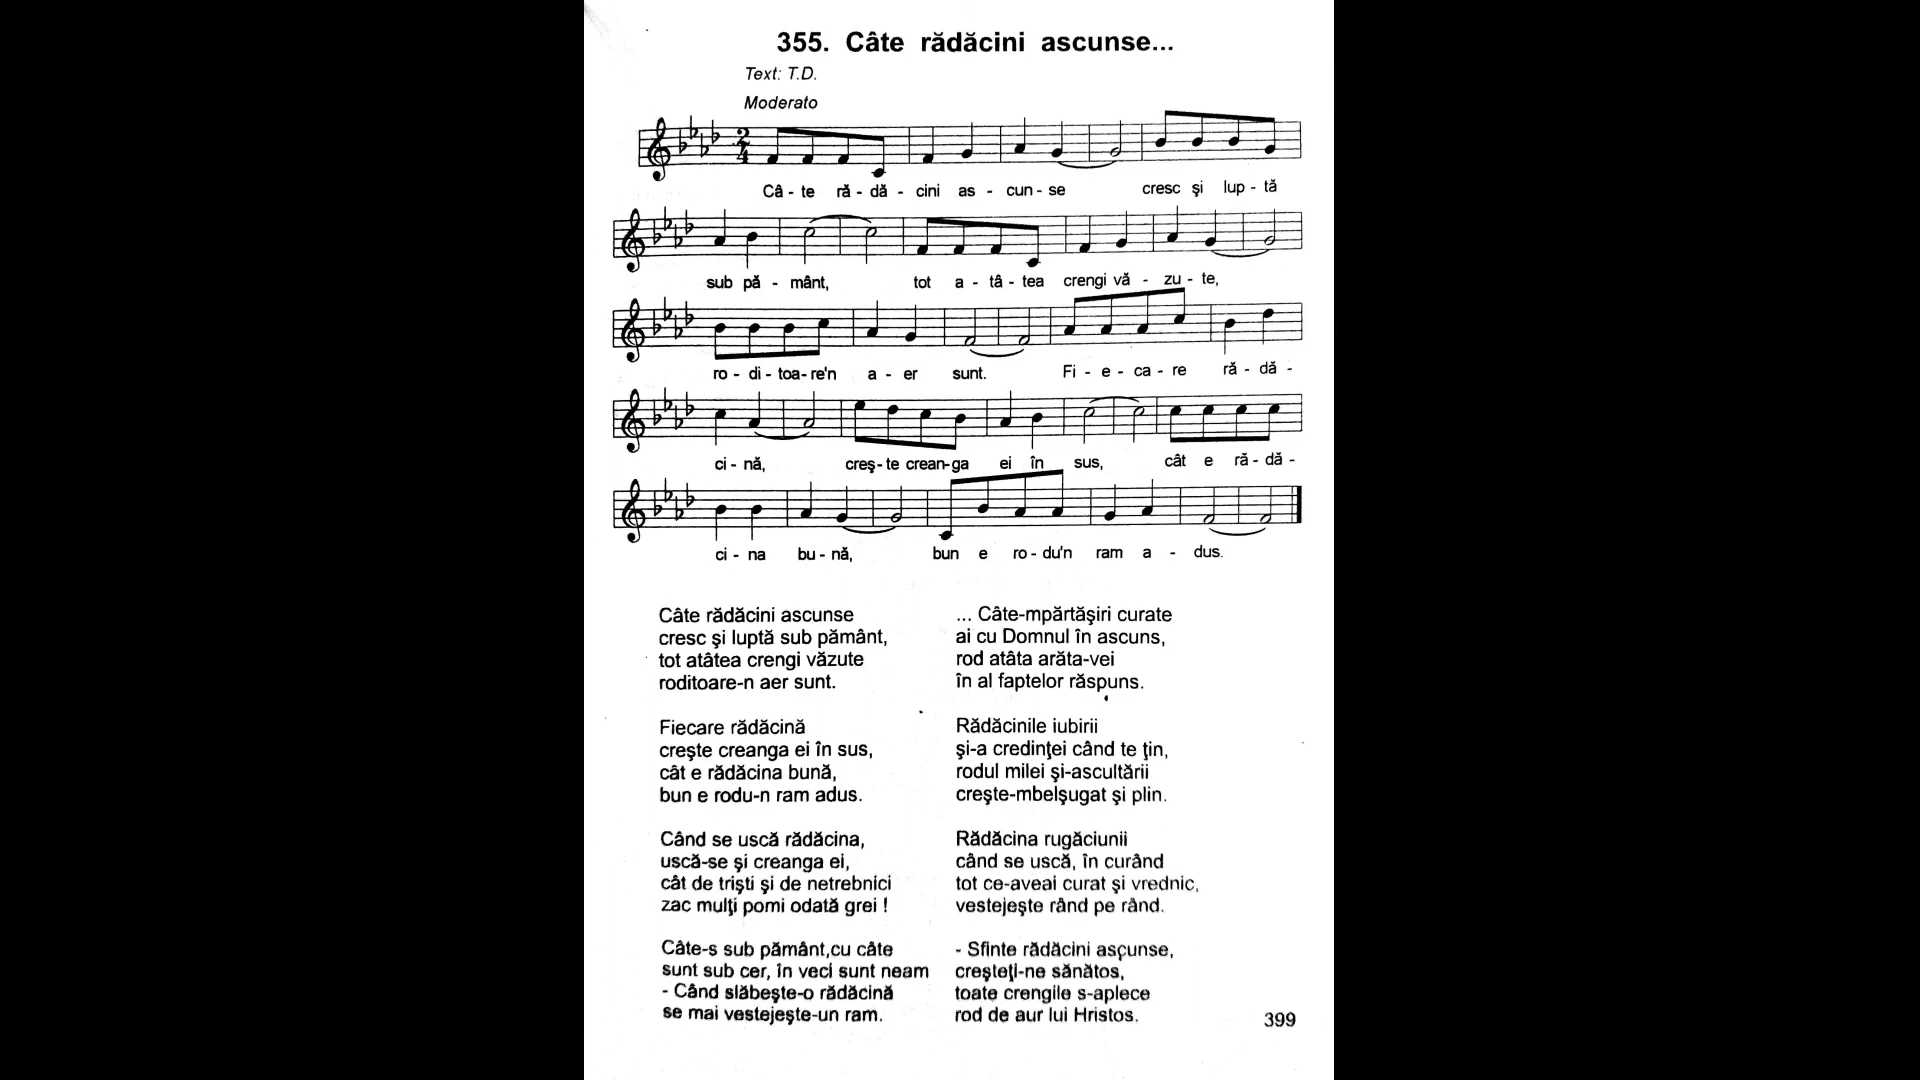 355. Câte rădăcini ascunse...
Text: T.D.
Moderato
2
4
Câ - te ră - dă - cini as - cun - se cresc şi lup - tă
sub pă - mânt, tot a - tâ - tea crengi vă - zu - te,
ro - di - toa- re'n a - er sunt. Fi - e - ca - re ră - dă -
ci - nă, creş- te crean-ga ei în sus, cât e ră - dă -
ci - na bu - nă, bun e ro - du'n ram a - dus.
Câte rădăcini ascunse
cresc şi luptă sub pământ,
tot atâtea crengi văzute
roditoare-n aer sunt.
Fiecare rădăcină
creşte creanga ei în sus,
cât e rădăcina bună,
bun e rodu-n ram adus.
Când se uscă rădăcina,
uscă-se şi creanga ei,
cât de trişti şi de netrebnici
zac mulţi pomi odată grei !
Câte-s sub pământ,cu câte
sunt sub cer, în veci sunt neam
- Când slăbeşte-o rădăcină
se mai vestejeşte-un ram.
... Câte-mpărtăşiri curate
ai cu Domnul în ascuns,
rod atâta arăta-vei
în al faptelor răspuns.
Rădăcinile iubirii
şi-a credinţei când te ţin,
rodul milei şi-ascultării
creşte-mbelşugat şi plin.
Rădăcina rugăciunii
când se uscă, în curând
tot ce-aveai curat şi vrednic,
vestejeşte rând pe rând.
- Sfinte rădăcini ascunse,
creşteţi-ne sănătos,
toate crengile s-aplece
rod de aur lui Hristos.
399